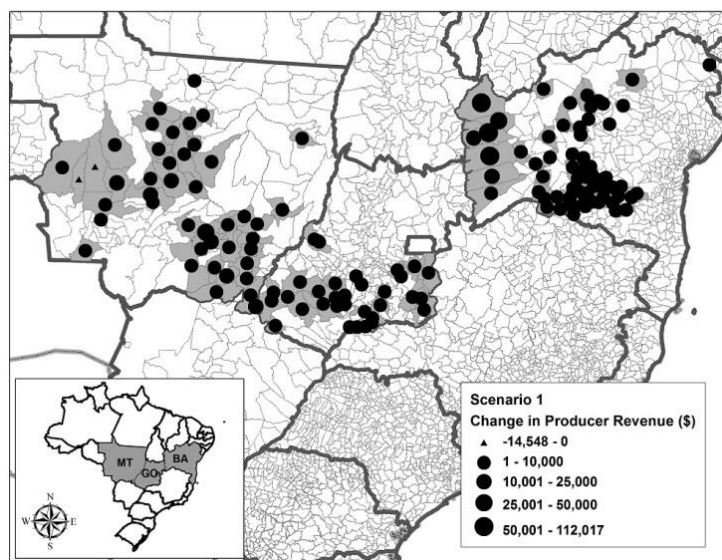 Scenario 1
Change in Producer Revenue ($)
-14,548 - 0
1 - 10,000
10,001 - 25,000
25,001 - 50,000
50,001 - 112,017
MT
GO
BA
N
W
E
S